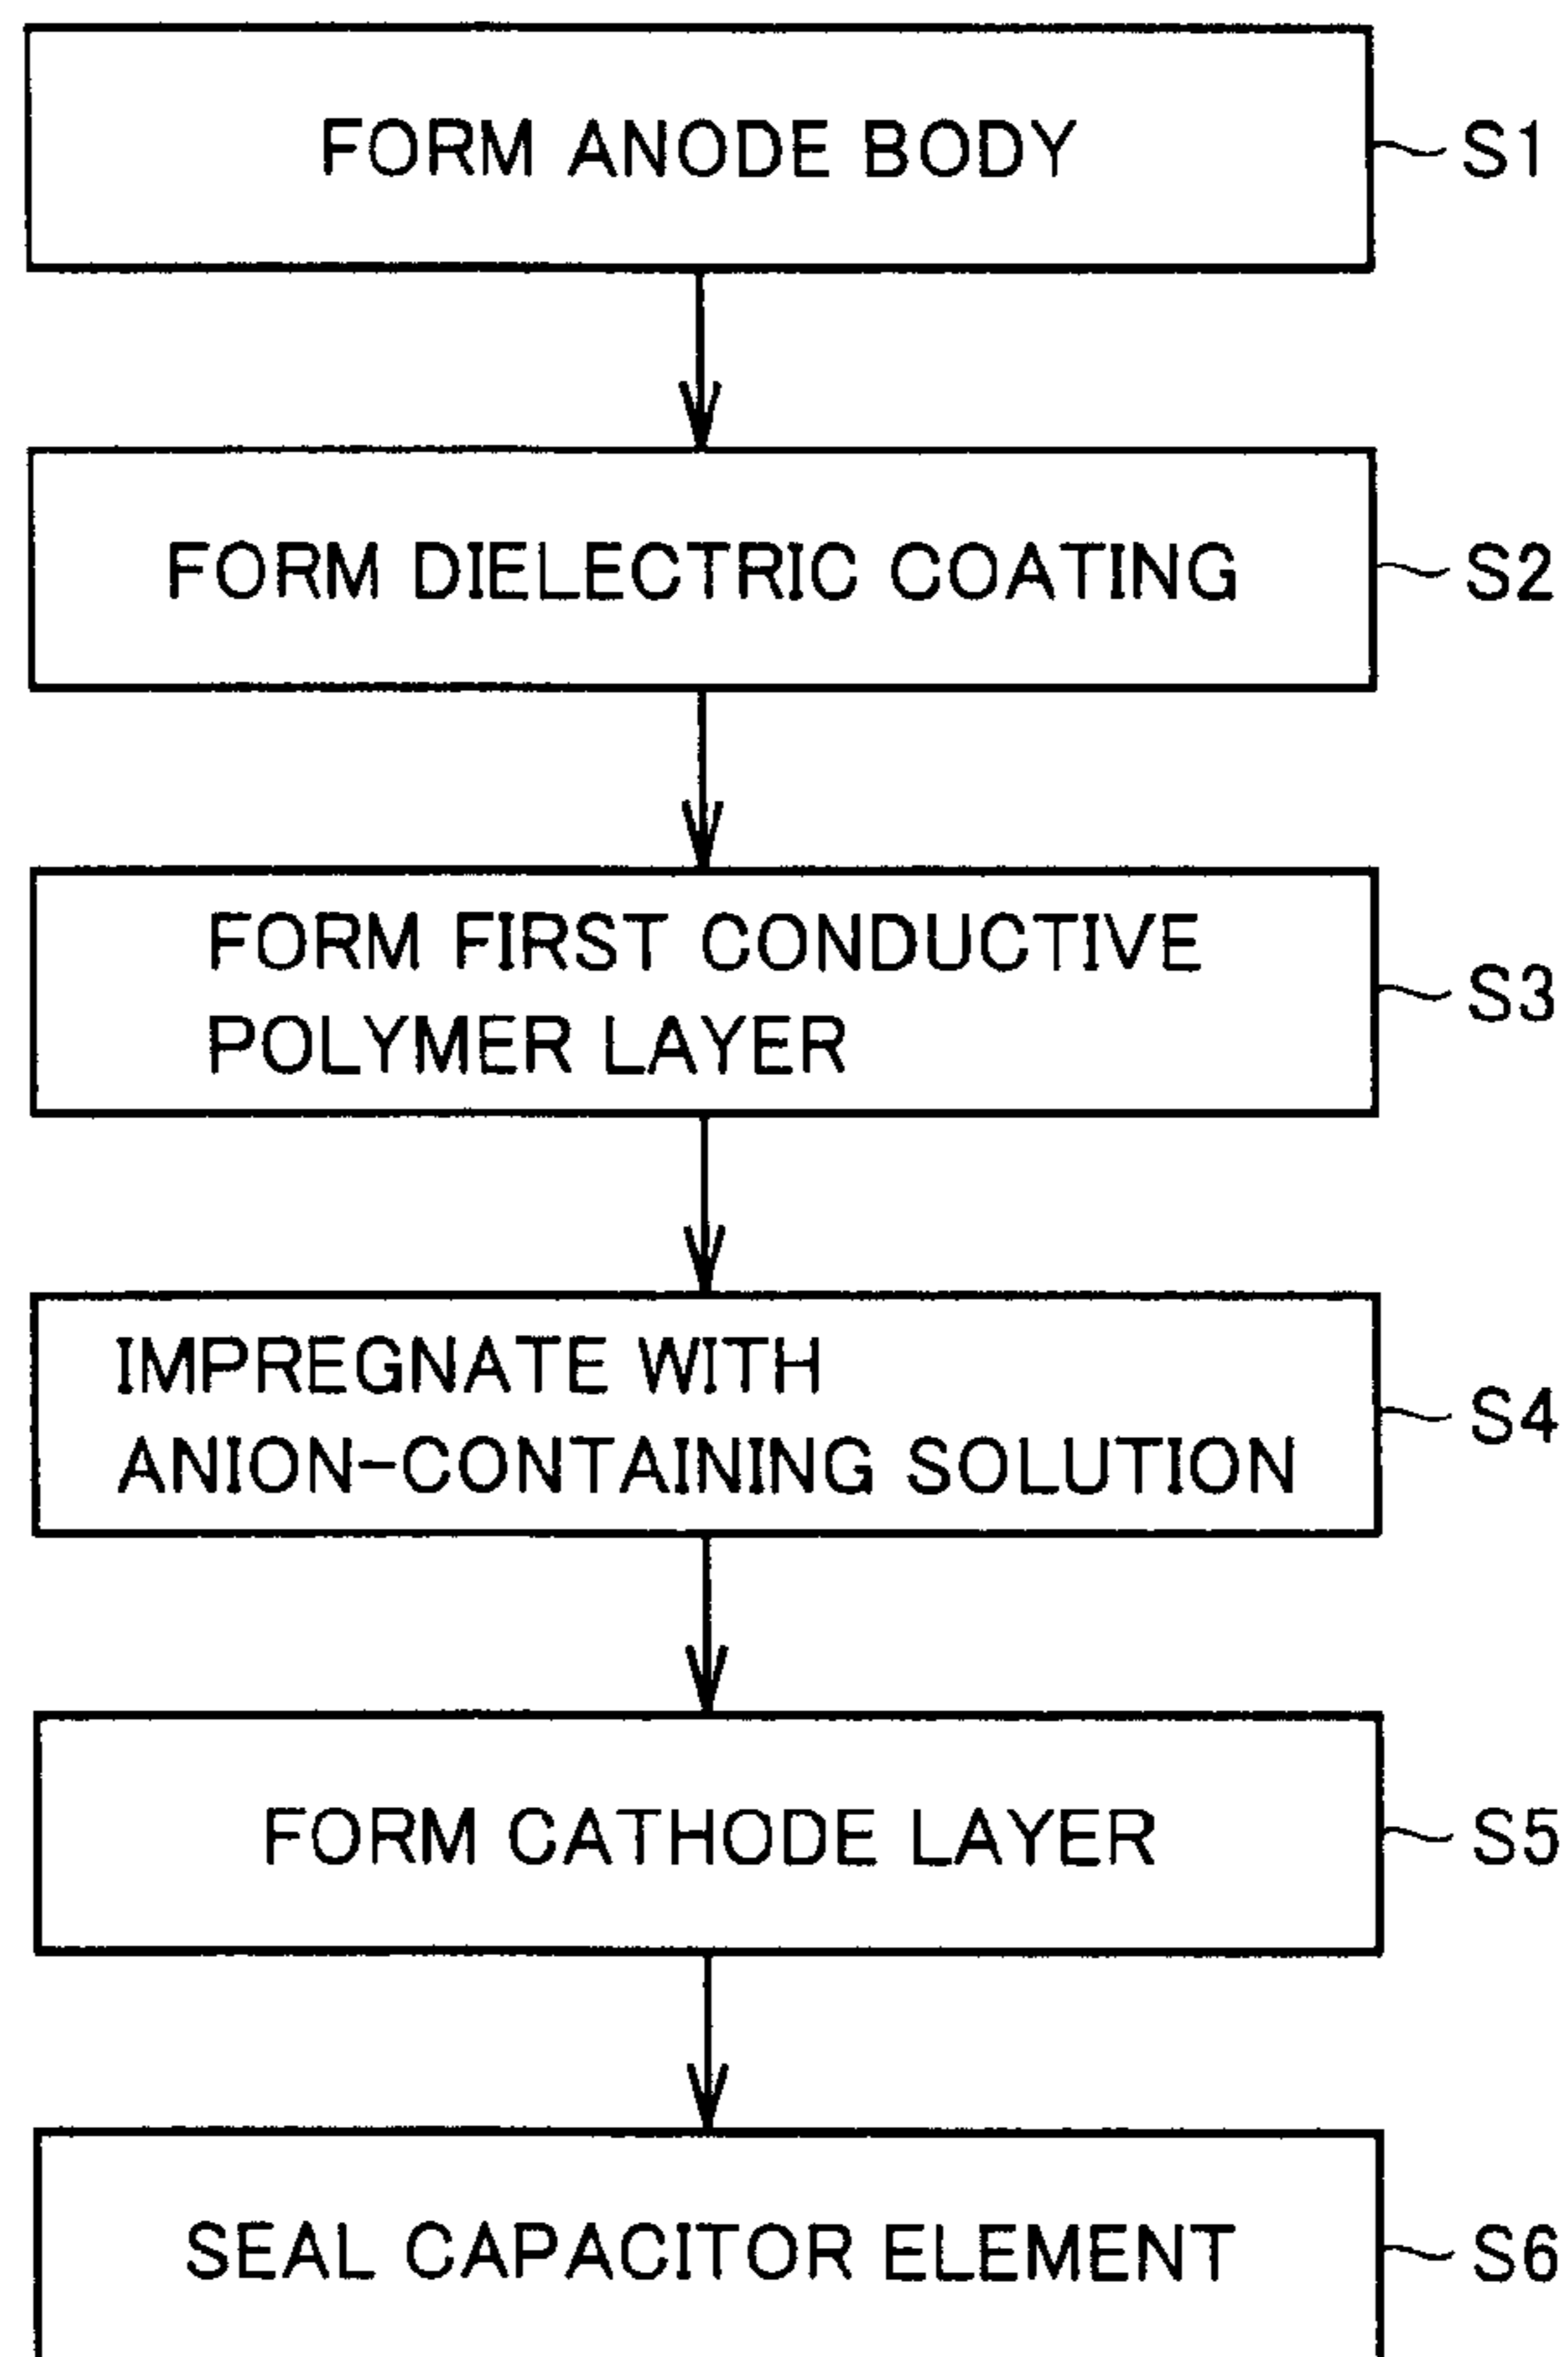 FORM ANODE BODY
S1
FORM DIELECTRIC COATING
S2
FORM FIRST CONDUCTIVE
POLYMER LAYER
S3
IMPREGNATE WITH
ANION-CONTAINING SOLUTION
S4
FORM CATHODE LAYER
S5
SEAL CAPACITOR ELEMENT
S6